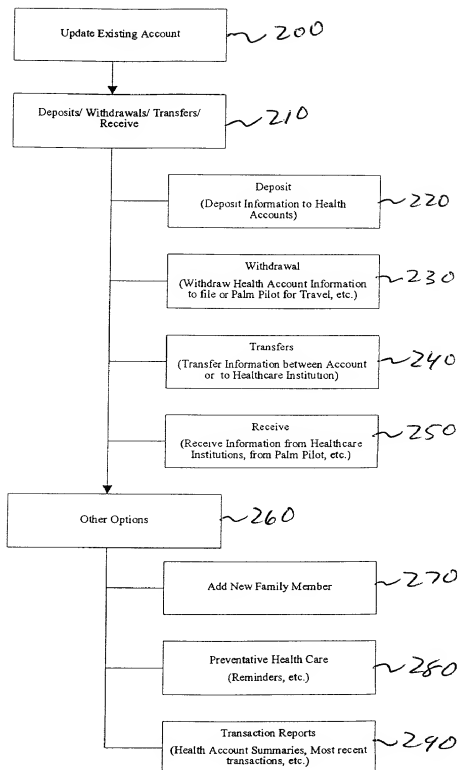 Update Existing Account
200
Deposits/ Withdrawals/ Transfers/
Receive
210
Deposit
(Deposit Information to Health
Accounts)
220
Withdrawal
(Withdraw Health Account Information
to file or Palm Pilot for Travel, etc.)
230
Transfers
(Transfer Information between Account
or to Healthcare Institution)
240
Receive
(Receive Information from Healthcare
Institutions, from Palm Pilot, etc.)
250
Other Options
260
Add New Family Member
270
Preventative Health Care
(Reminders, etc.)
280
Transaction Reports
(Health Account Summaries, Most recent
transactions, etc.)
290